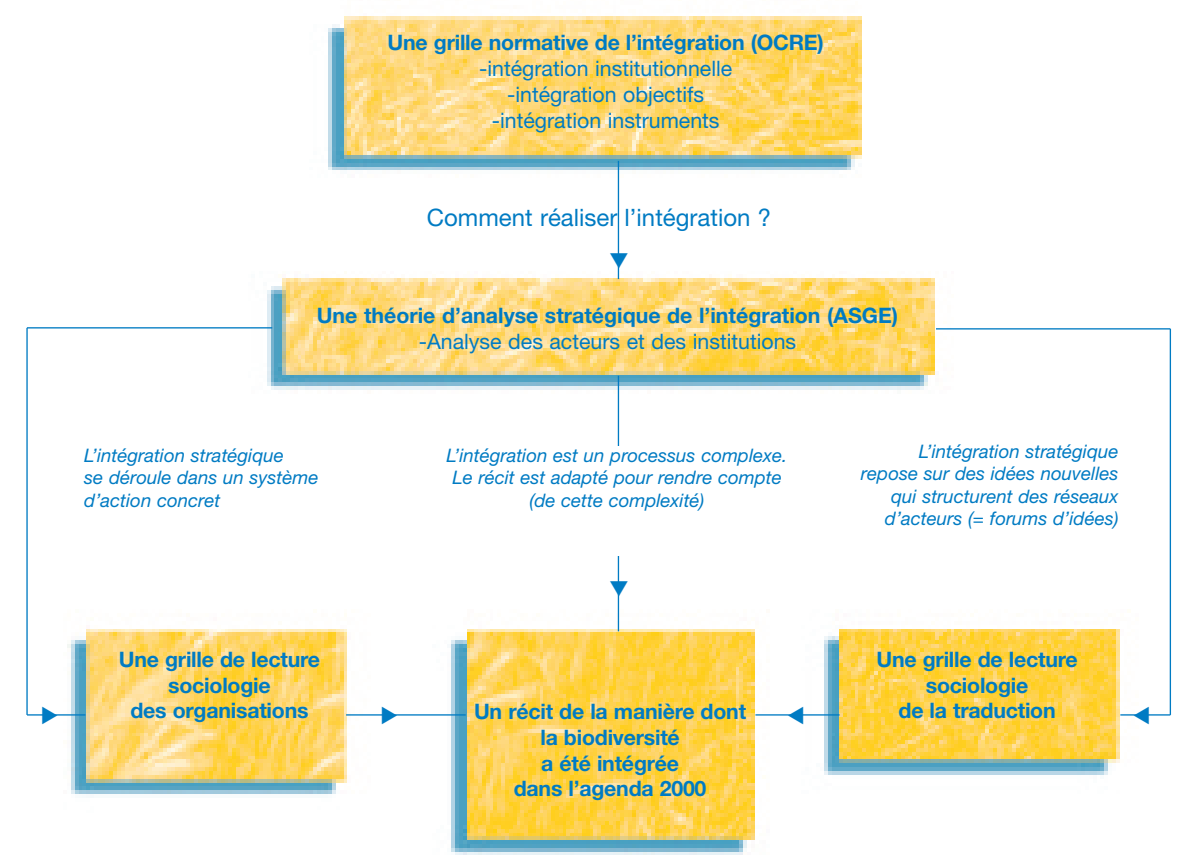 Une grille normative de l’intégration (OCRE)
-intégration institutionnelle
-intégration objectifs
-intégration instruments
Comment réaliser l’intégration ?
Une théorie d’analyse stratégique de l’intégration (ASGE)
-Analyse des acteurs et des institutions
L’intégration stratégique
se déroule dans un système
d’action concret
L’intégration est un processus complexe.
Le récit est adapté pour rendre compte
(de cette complexité)
L’intégration stratégique
repose sur des idées nouvelles
qui structurent des réseaux
d’acteurs (= forums d’idées)
Une grille de lecture
sociologie
des organisations
Un récit de la manière dont
la biodiversité
a été intégrée
dans l’agenda 2000
Une grille de lecture
sociologie
de la traduction